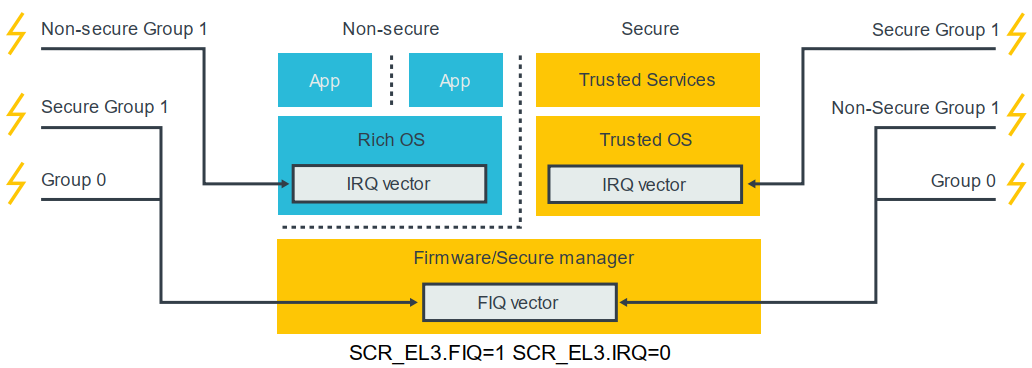 Non-secure Group 1
Non-secure
Secure
Secure Group 1
App
App
Trusted Services
Secure Group 1
Non-Secure Group 1
Rich OS
Trusted OS
IRQ vector
IRQ vector
Group 0
Group 0
Firmware/Secure manager
FIQ vector
SCR_EL3.FIQ=1 SCR_EL3.IRQ=0